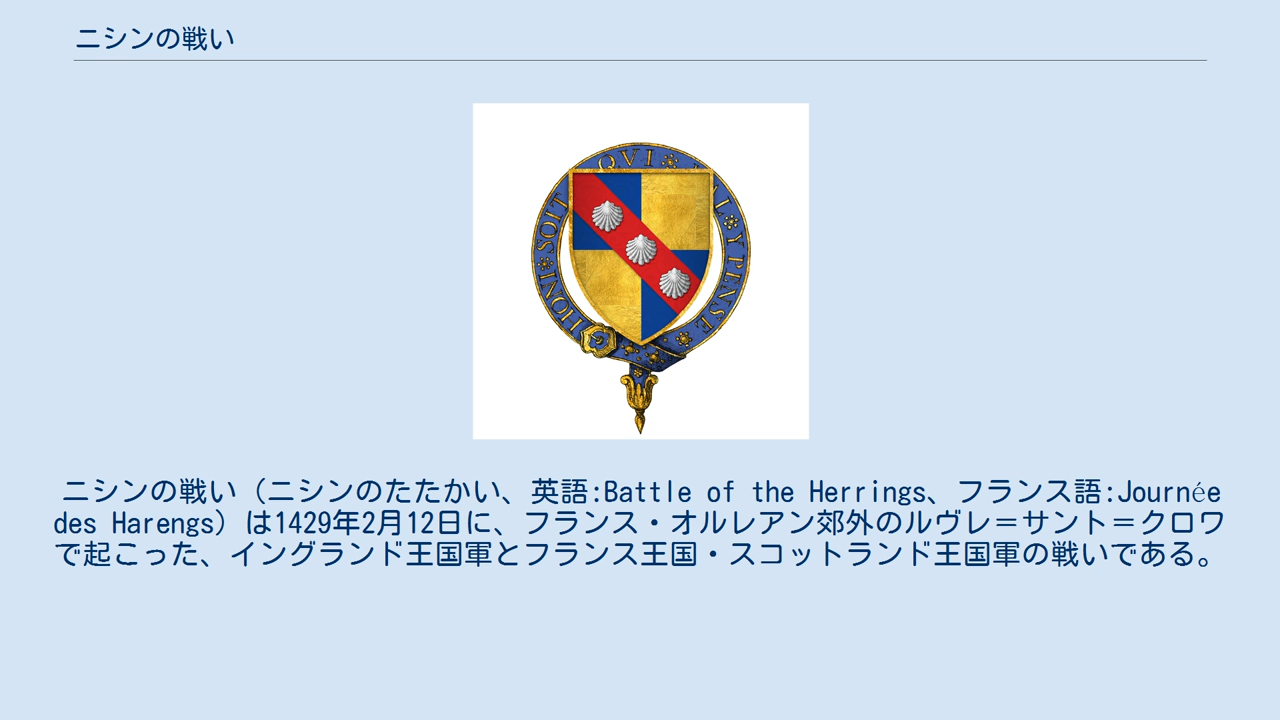 ニシンの戦い
QVI
HONI SOIT
Y PENSE
ニシンの戦い（ニシンのたたかい、英語:Battle of the Herrings、フランス語:Journée
des Harengs）は1429年2月12日に、フランス・オルレアン郊外のルヴレ＝サント＝クロワ
で起こった、イングランド王国軍とフランス王国・スコットランド王国軍の戦いである。